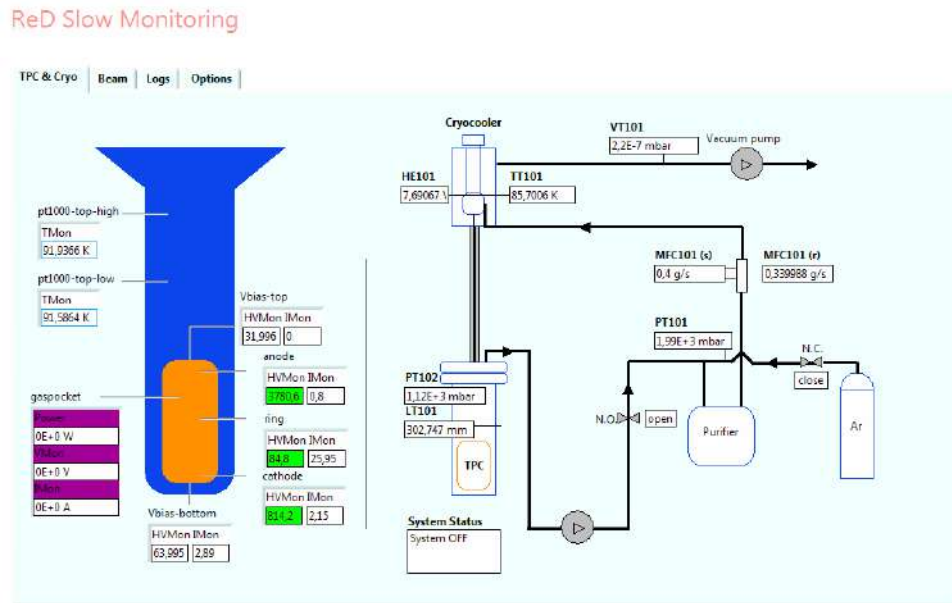 ReD Slow Monitoring
TPC & Cryo Beam Logs Options
pt1000-top-high
TMon
91,9366 K
pt1000-top-low
TMon
91,5864 K
Vbias-top
HVMon IMon
31,996 0
anode
HVMon IMon
3780,6 0,8
ring
HVMon IMon
84,8 25,95
cathode
HVMon IMon
814,2 2,15
gaspocket
Power
0E+0 W
VMon
0E+0 V
IMon
0E+0 A
Vbias-bottom
HVMon IMon
63,995 2,89
Cryocooler
VT101
2,2E-7 mbar
Vacuum pump
HE101
7,69067
TT101
85,7006 K
MFC101 (s)
0,4 g/s
MFC101 (r)
0,339988 g/s
PT101
1,99E+3 mbar
N.C.
close
PT102
1,12E+3 mbar
LT101
302,747 mm
N.O.
open
Purifier
Ar
TPC
System Status
System OFF